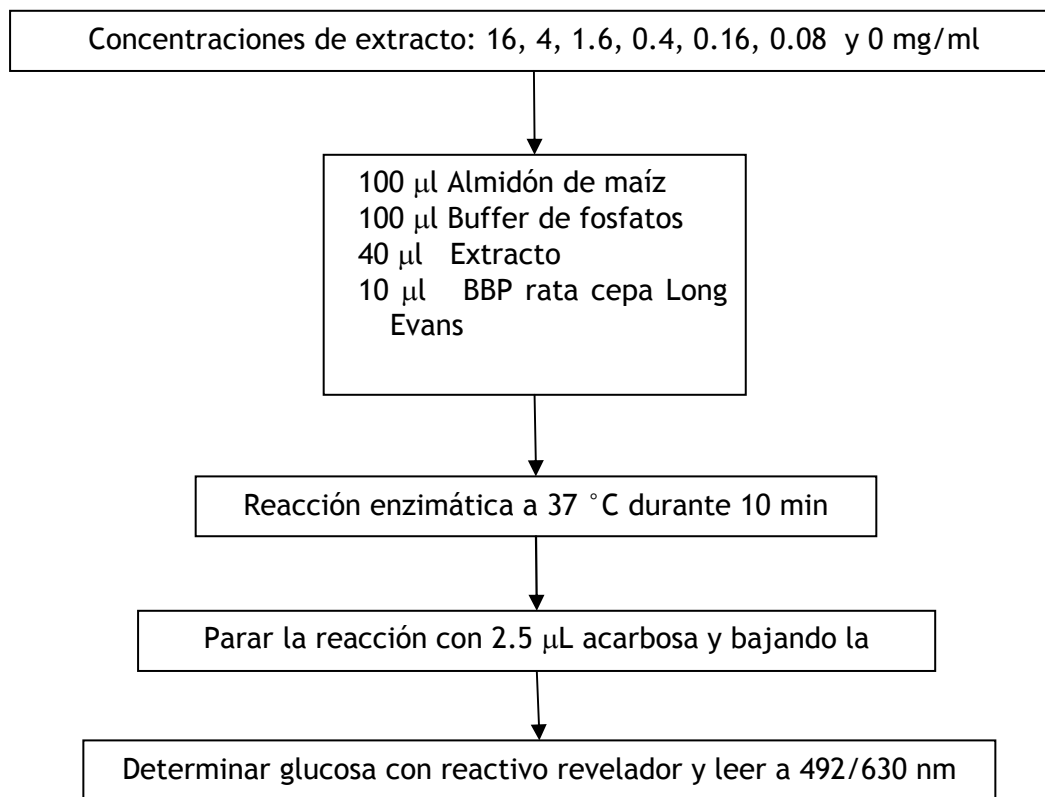 Concentraciones de extracto: 16, 4, 1.6, 0.4, 0.16, 0.08 y 0 mg/ml
100 µl Almidón de maíz
100 µl Buffer de fosfatos
40 µl Extracto
10 µl BBP rata cepa Long
Evans
Reacción enzimática a 37 °C durante 10 min
Parar la reacción con 2.5 µL acarbosa y bajando la
Determinar glucosa con reactivo revelador y leer a 492/630 nm